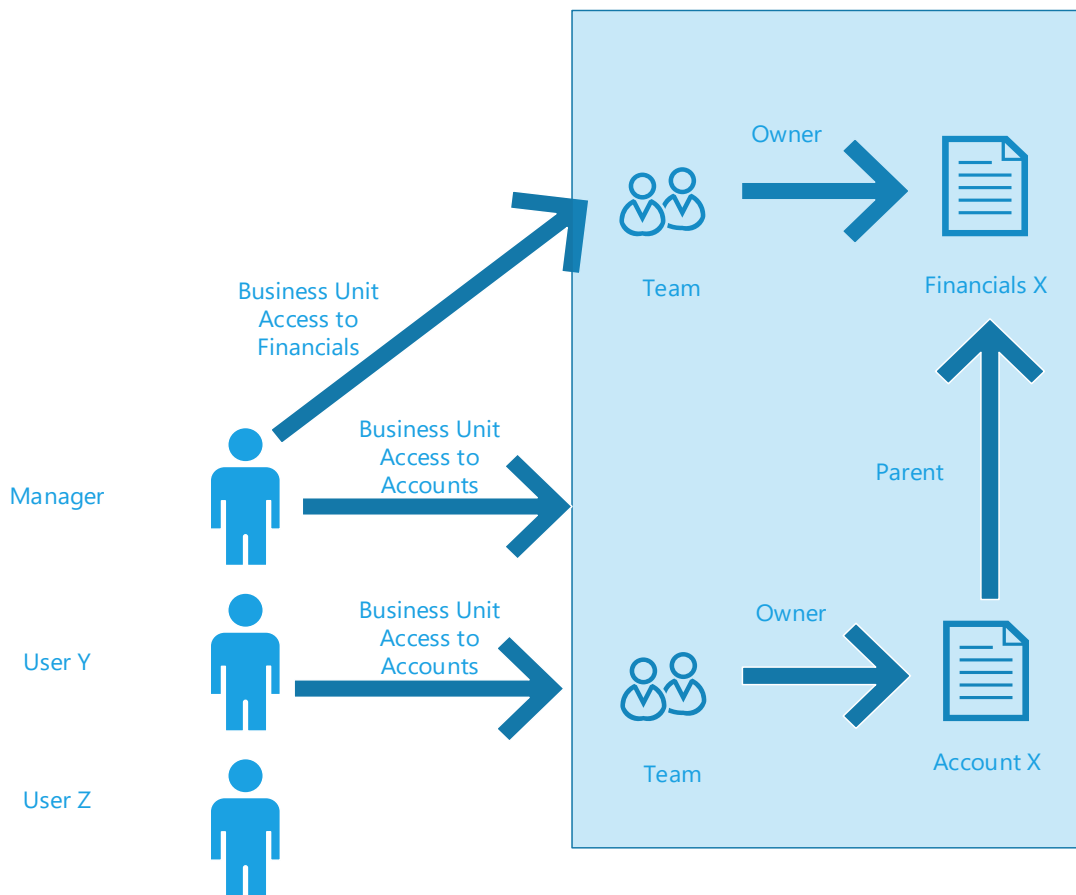 Owner
Team
Financials X
Business Unit
Access to
Financials
Business Unit
Access to
Accounts
Manager
Parent
Business Unit
Access to
Accounts
Owner
User Y
Team
Account X
User Z